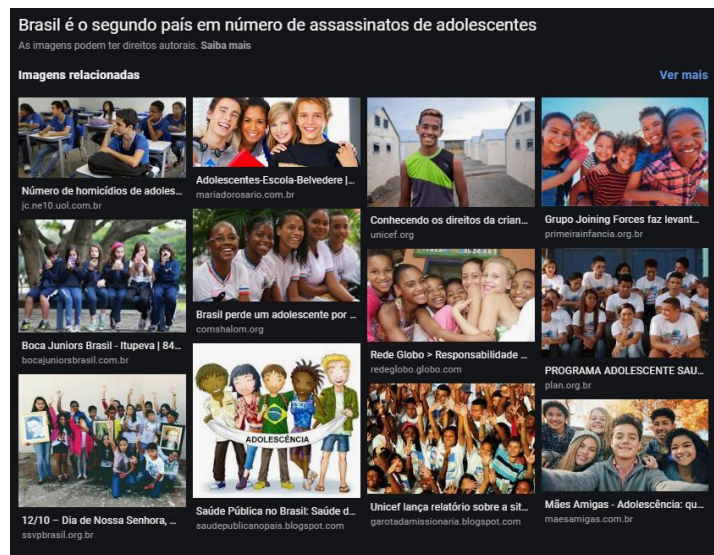 Brasil é o segundo país em número de assassinatos de adolescentes
As imagens podem ter direitos autorais. Saiba mais
Imagens relacionadas
Ver mais
Número de homicídios de adoles...
jc.ne10.uol.com.br
Adolescentes-Escola-Belvedere |...
mariadorosario.com.br
Conhecendo os direitos da crian...
unicef.org
Grupo Joining Forces faz levant...
primeirainfancia.org.br
Boca Juniors Brasil - Itupeva | 84...
bocajuniorsbrasil.com.br
Brasil perde um adolescente por ...
comshalom.org
Rede Globo > Responsabilidade ...
redeglobo.globo.com
PROGRAMA ADOLESCENTE SAU...
plan.org.br
12/10 – Dia de Nossa Senhora, ...
ssvpbrasil.org.br
ADOLESCÊNCIA
Saúde Pública no Brasil: Saúde d...
saudepublicanopais.blogspot.com
Unicef lança relatório sobre a sit...
garotadamissionaria.blogspot.com
Mães Amigas - Adolescência: qu...
maesamigas.com.br